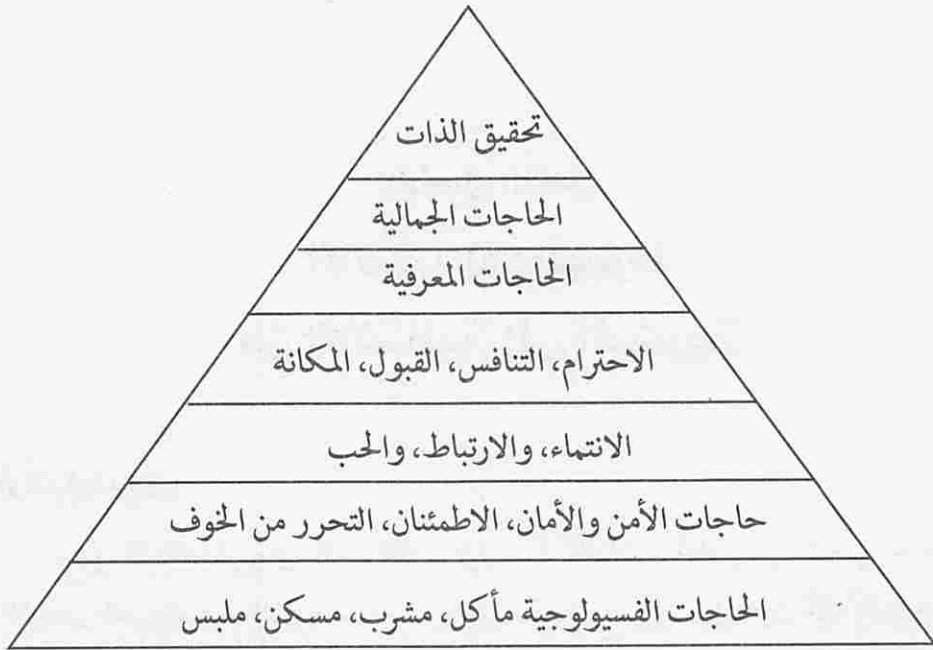 تحقيق الذات
الحاجات الجمالية
الحاجات المعرفية
الاحترام، التنافس، القبول، المكانة
الانتماء، والارتباط، والحب
حاجات الأمن والأمان، الاطمئنان، التحرر من الخوف
الحاجات الفسيولوجية مأكل، مشرب، مسكن، ملبس